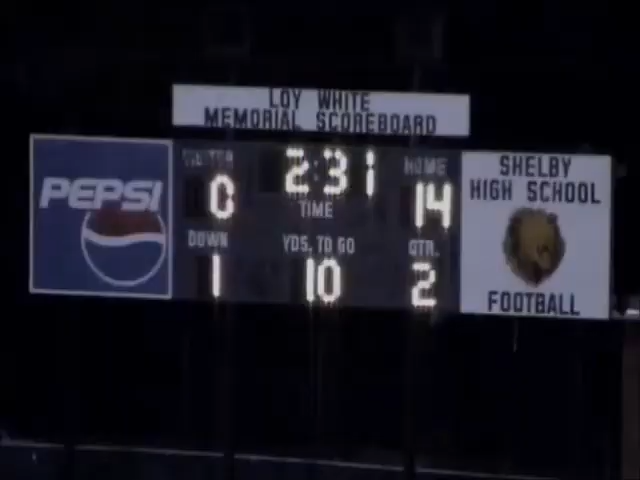 LOY WHITE
MEMORIAL SCOREBOARD
PEPSI
VISITOR
0
2:31
TIME
HOME
14
DOWN
1
YDS. TO GO
10
QTR.
2
SHELBY
HIGH SCHOOL
FOOTBALL